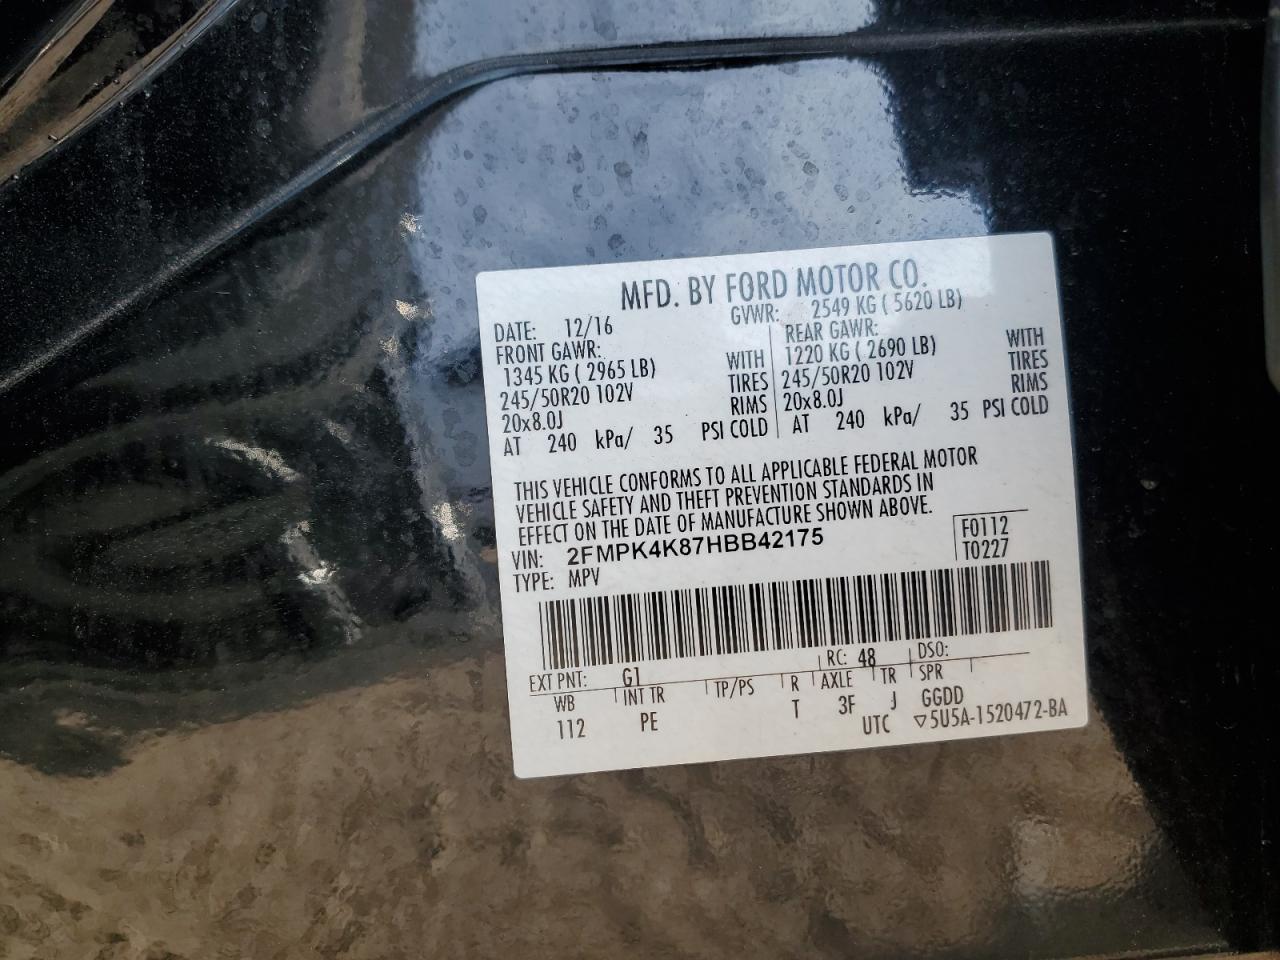 MFD. BY FORD MOTOR CO.
DATE: 12/16 GVWR: 2549 KG ( 5620 LB)
FRONT GAWR: REAR GAWR:
1345 KG ( 2965 LB) WITH 1220 KG ( 2690 LB) WITH
245/50R20 102V TIRES 245/50R20 102V TIRES
20x8.0J RIMS 20x8.0J RIMS
AT 240 kPa/ 35 PSI COLD AT 240 kPa/ 35 PSI COLD
THIS VEHICLE CONFORMS TO ALL APPLICABLE FEDERAL MOTOR
VEHICLE SAFETY AND THEFT PREVENTION STANDARDS IN
EFFECT ON THE DATE OF MANUFACTURE SHOWN ABOVE.
VIN: 2FMPK4K87HBB42175 F0112
TYPE: MPV T0227
EXT PNT: G1 RC: 48 DSO:
WB INT TR TP/PS R AXLE TR SPR
112 PE T 3F J GGDD
UTC ▽5U5A-1520472-BA